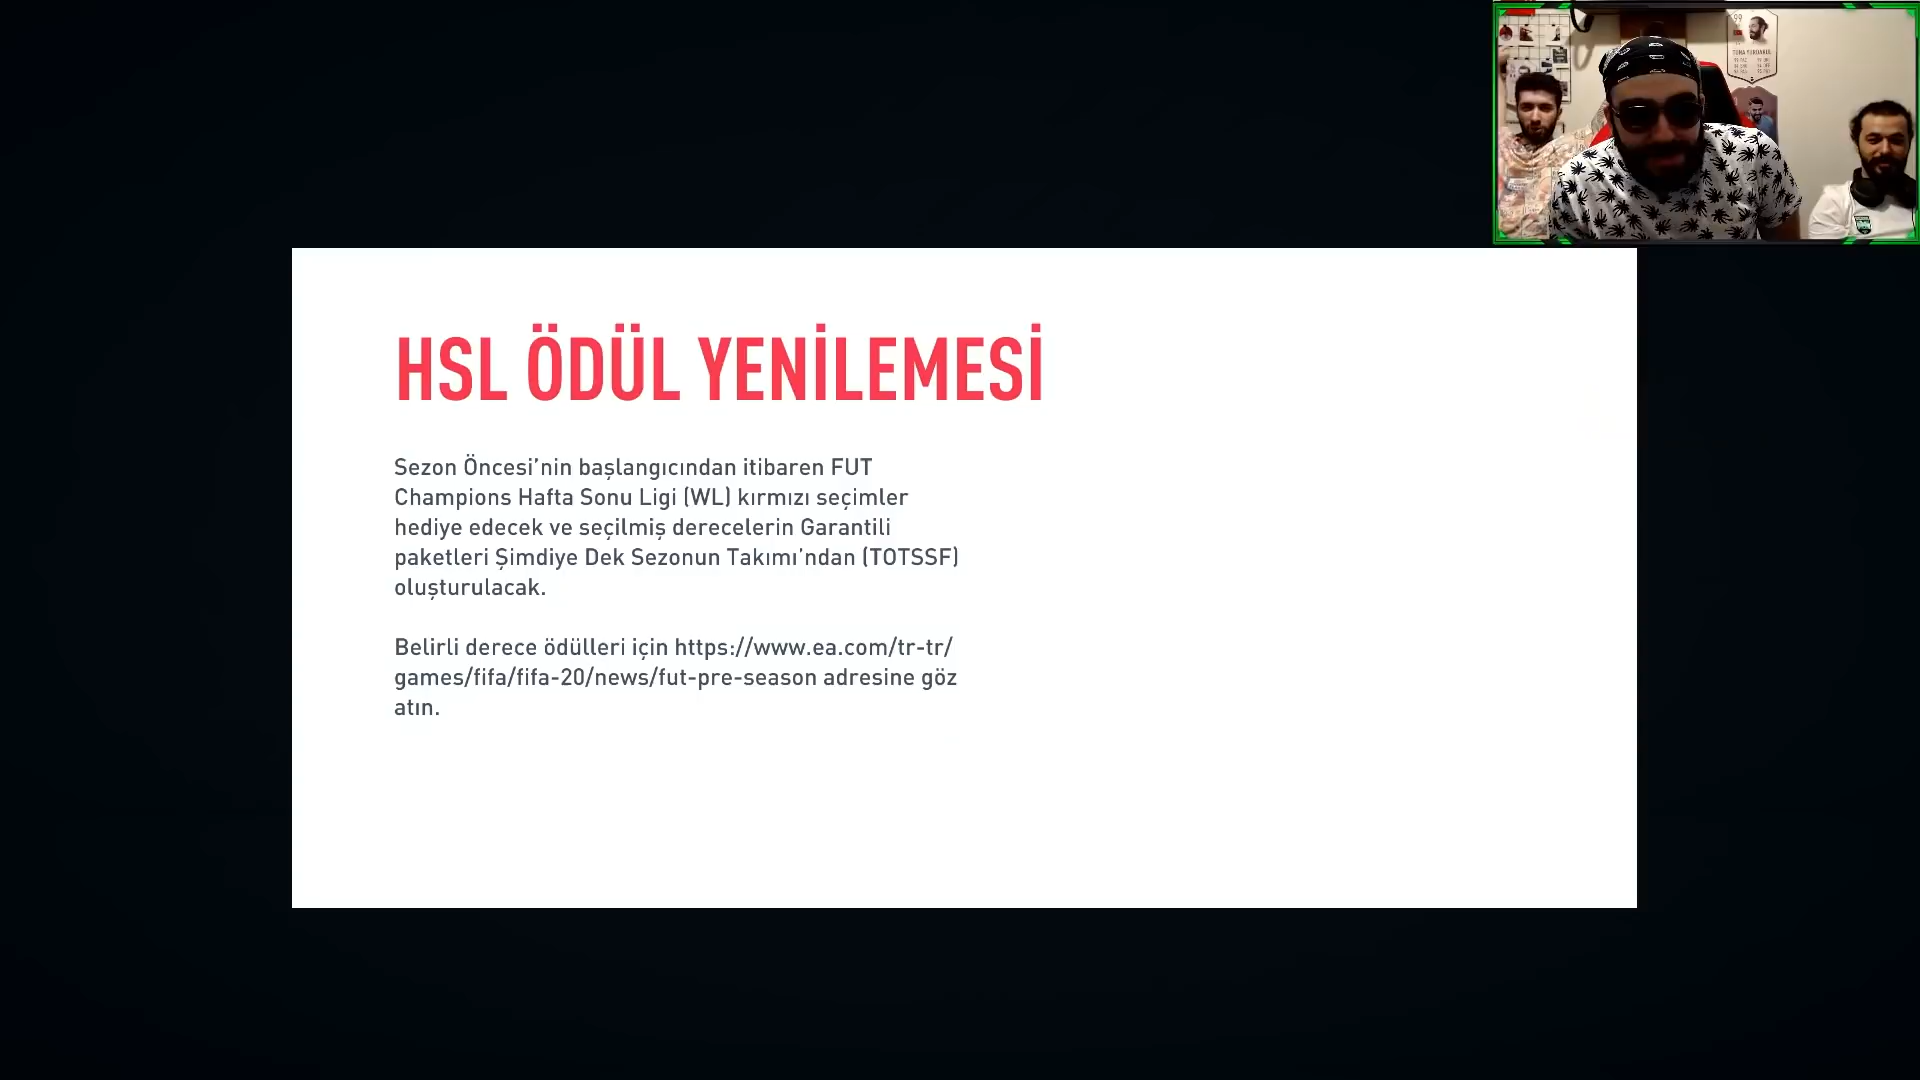 HSL ÖDÜL YENİLEMESİ
Sezon Öncesi’nin başlangıcından itibaren FUT
Champions Hafta Sonu Ligi (WL) kırmızı seçimler
hediye edecek ve seçilmiş derecelerin Garantili
paketleri Şimdiye Dek Sezonun Takımı’ndan (TOTSSF)
oluşturulacak.
Belirli derece ödülleri için https://www.ea.com/tr-tr/
games/fifa/fifa-20/news/fut-pre-season adresine göz
atın.
99